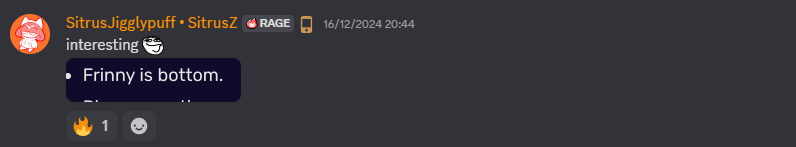 SitrusJigglypuff • SitrusZ RAGE 16/12/2024 20:44
interesting
• Frinny is bottom.
1